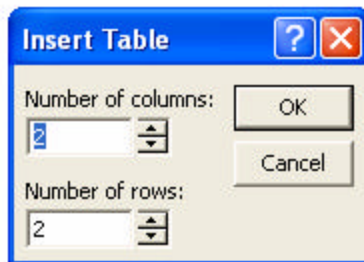 Insert Table
Number of columns:
2
OK
Cancel
Number of rows:
2